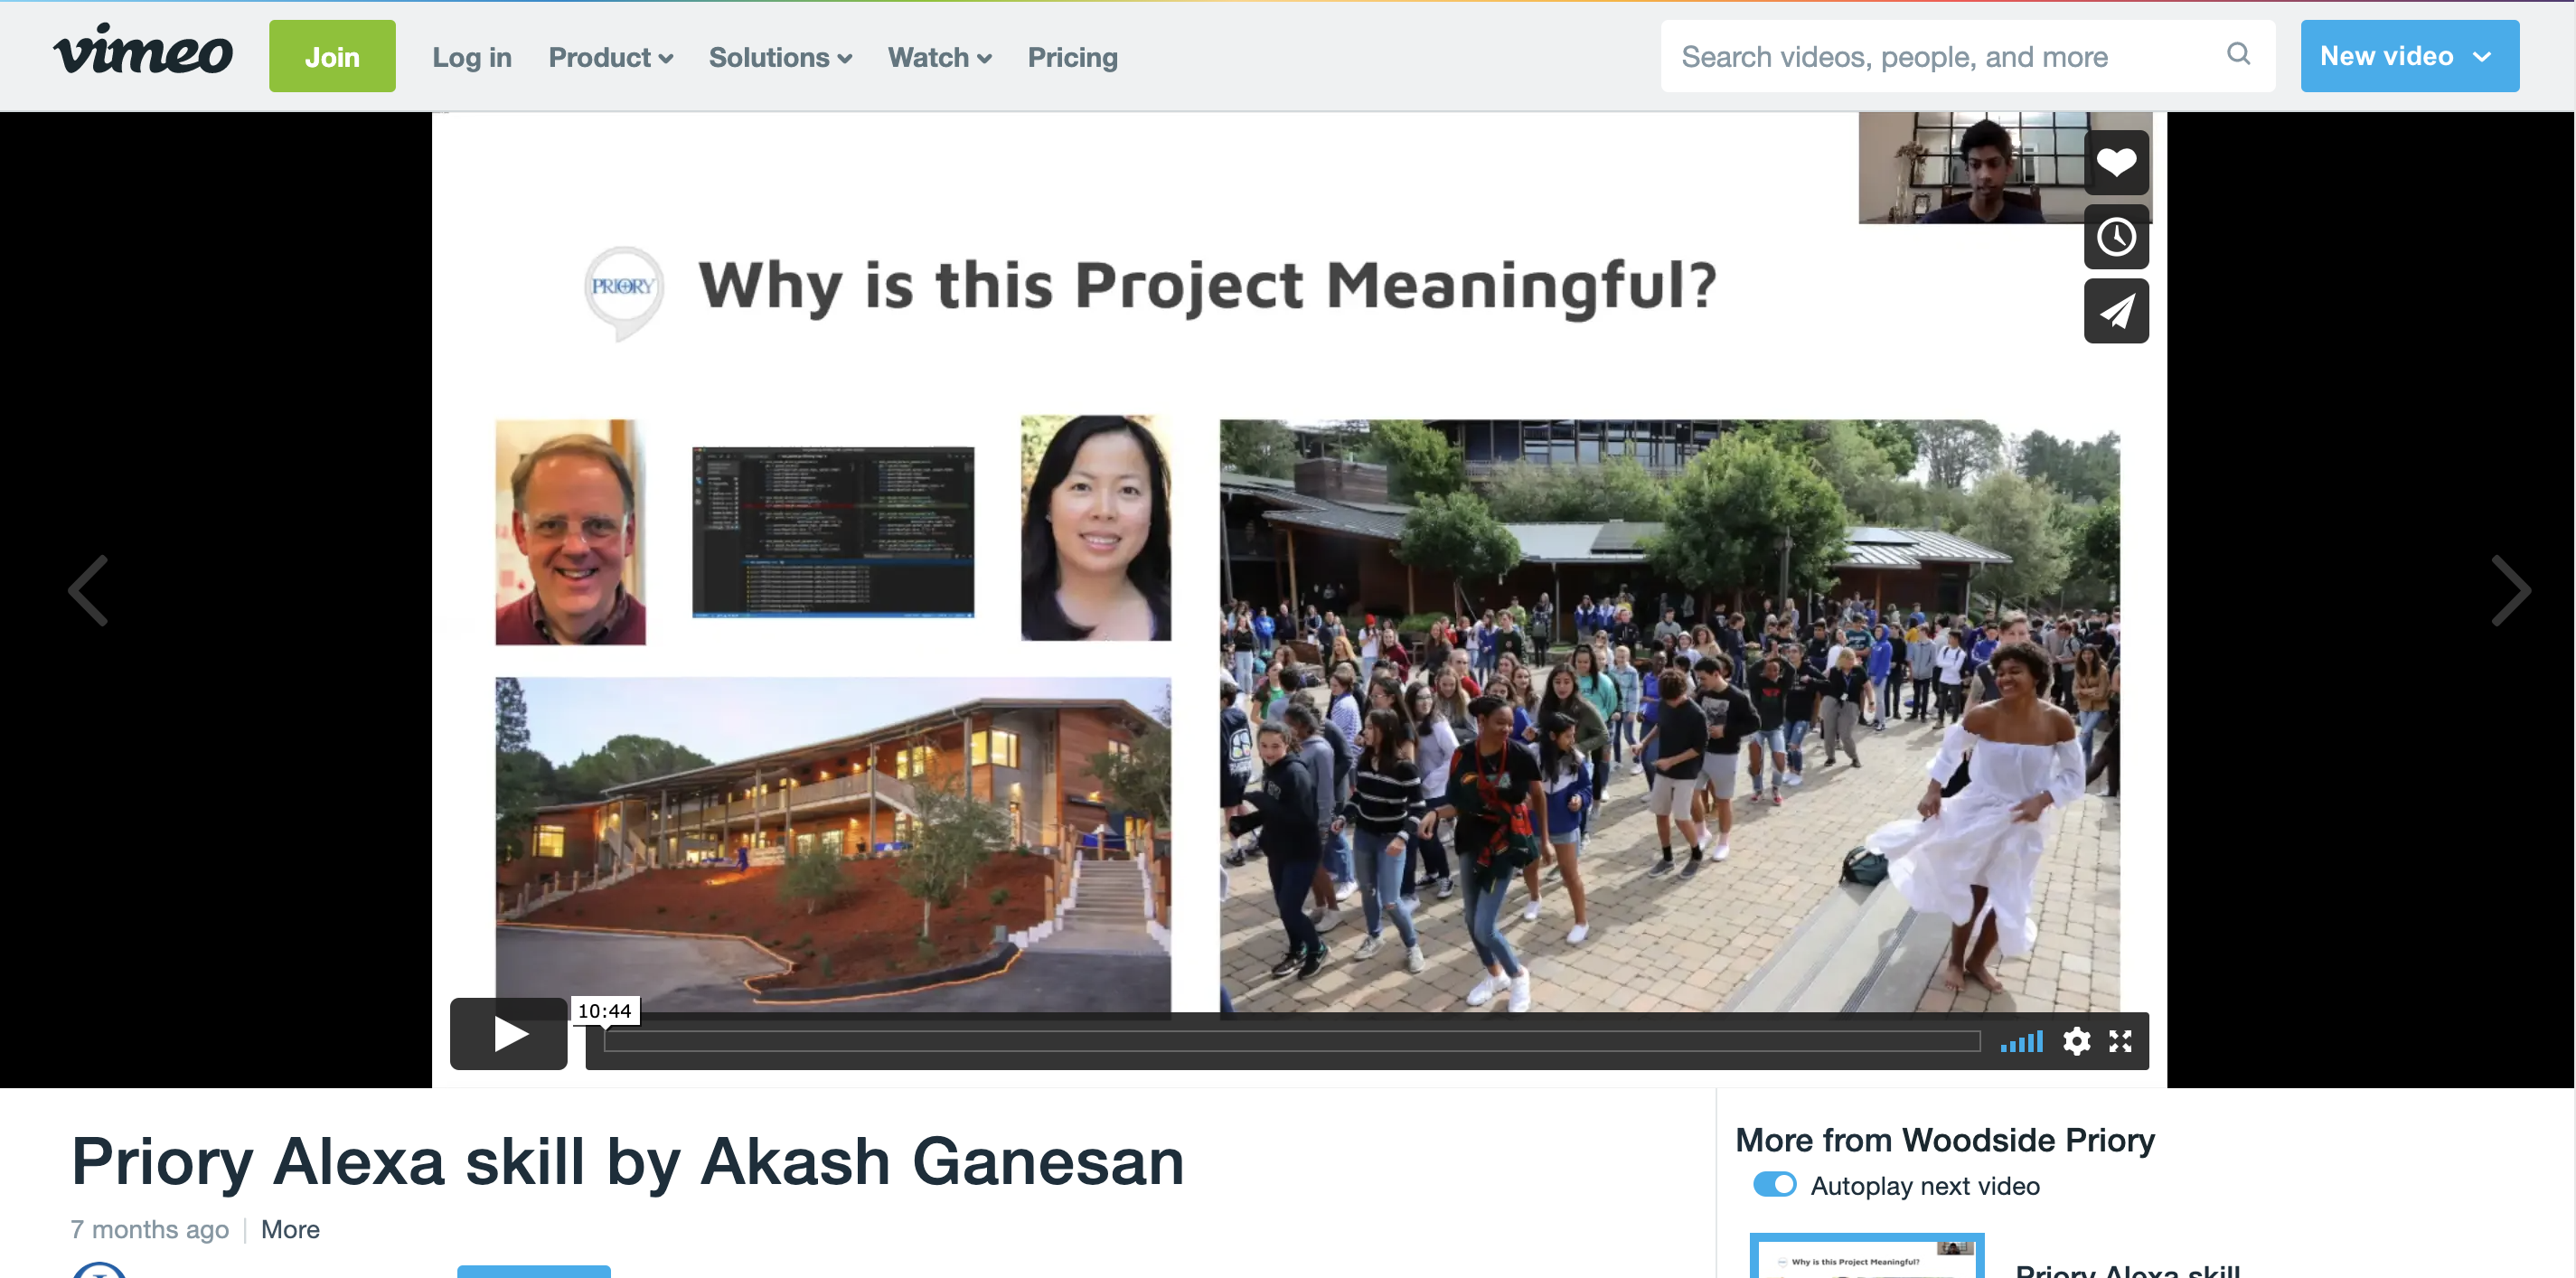 vimeo
Join
Log in
Product
Solutions
Watch
Pricing
Search videos, people, and more
New video
PRIORY
Why is this Project Meaningful?
10:44
Priory Alexa skill by Akash Ganesan
7 months ago
More
More from Woodside Priory
Autoplay next video
Why is this Project Meaningful?
Priory Alexa skill